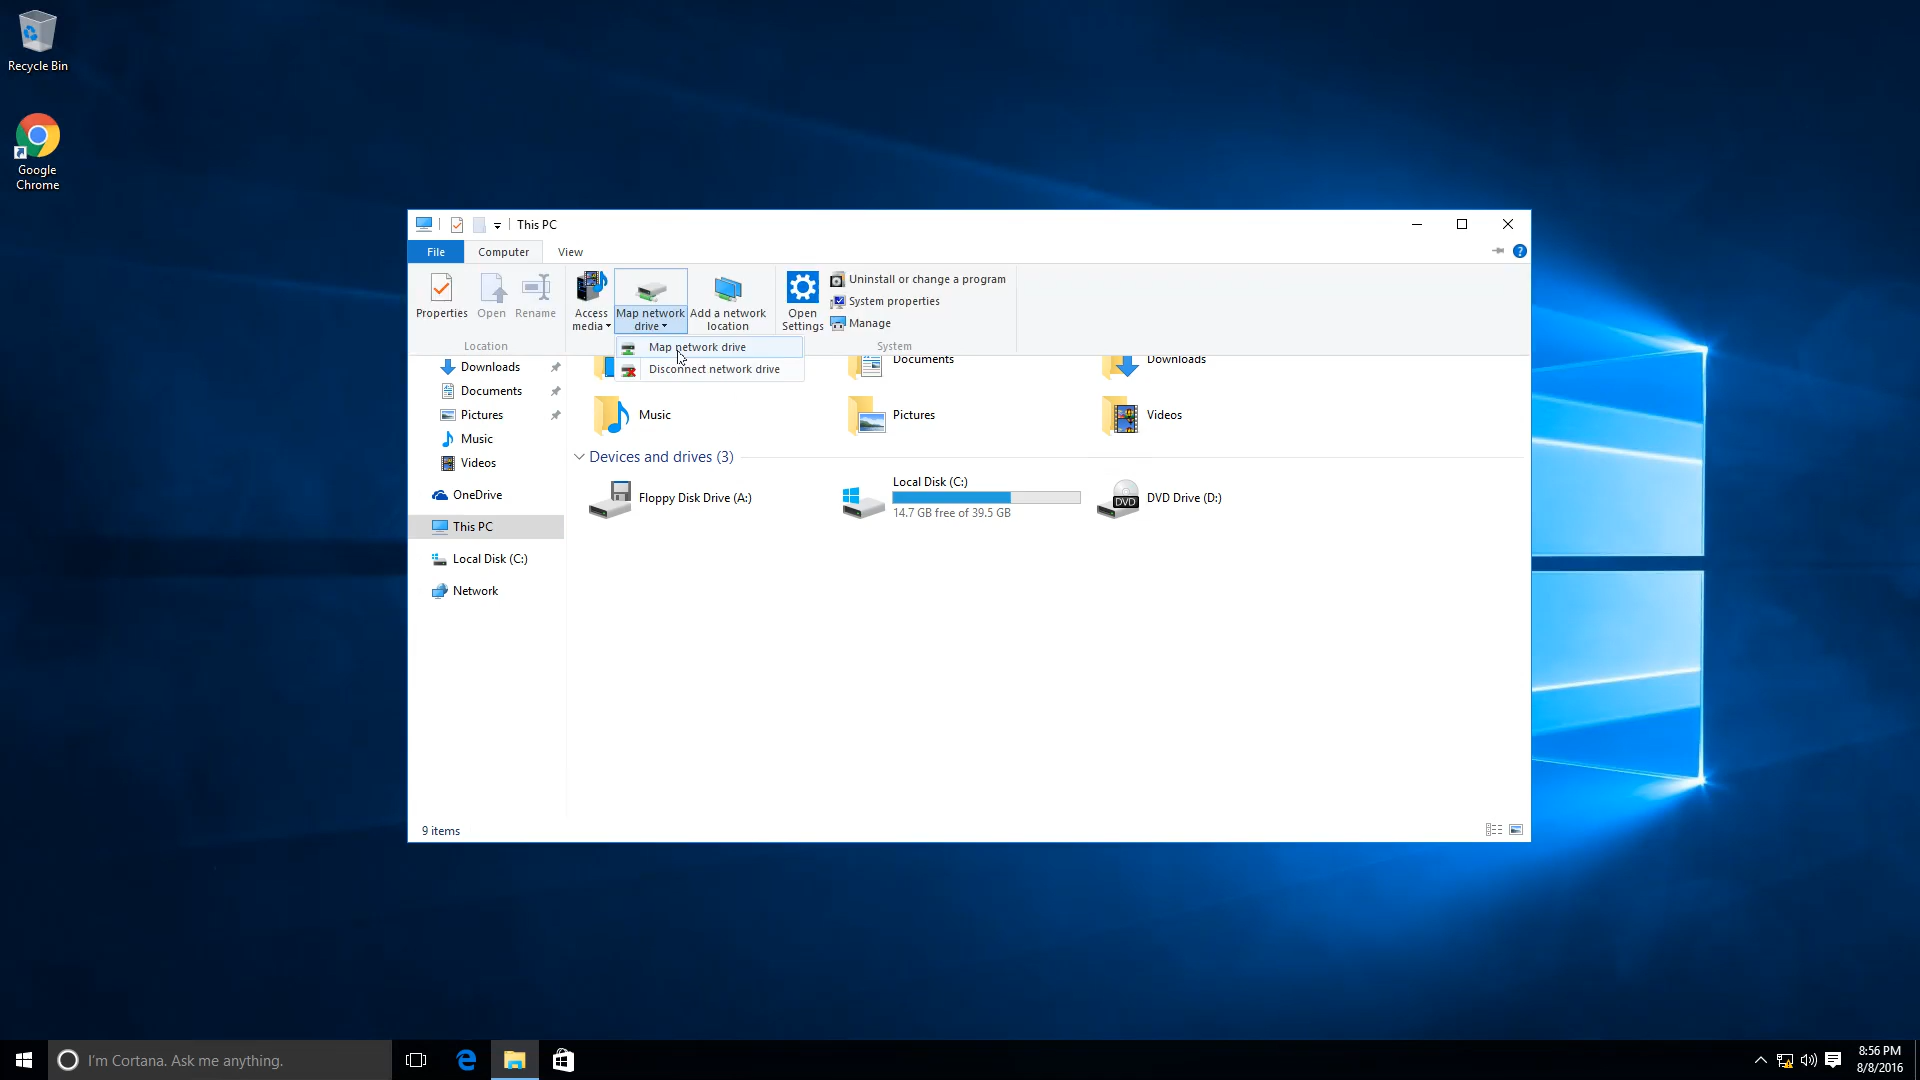 Recycle Bin
Google
Chrome
This PC
File
Computer
View
Properties
Open
Rename
Location
Access
media
Map network
drive
Add a network
location
Open
Settings
Uninstall or change a program
System properties
Manage
System
Map network drive
Disconnect network drive
Downloads
Documents
Pictures
Music
Videos
OneDrive
This PC
Local Disk (C:)
Network
Documents
Downloads
Music
Pictures
Videos
Devices and drives (3)
Floppy Disk Drive (A:)
Local Disk (C:)
14.7 GB free of 39.5 GB
DVD
DVD Drive (D:)
9 items
I'm Cortana. Ask me anything.
8:56 PM
8/8/2016